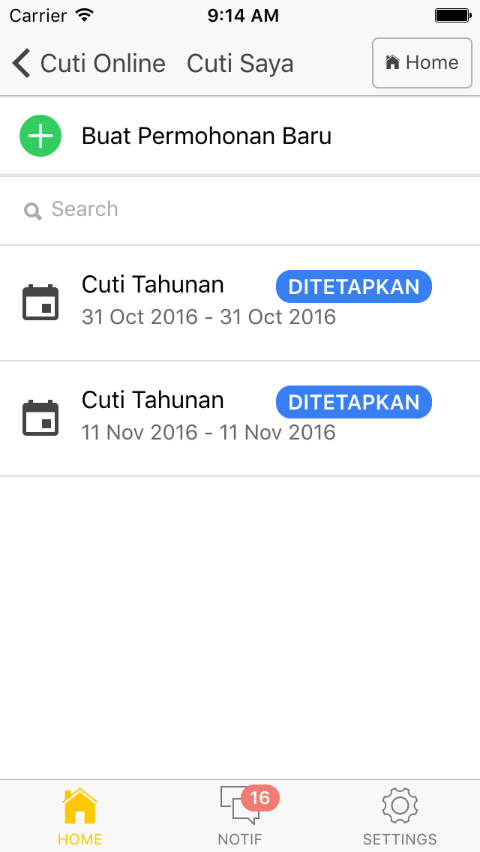 Carrier 9:14 AM
Cuti Online Cuti Saya Home
Buat Permohonan Baru
Search
Cuti Tahunan DITETAPKAN
31 Oct 2016 - 31 Oct 2016
Cuti Tahunan DITETAPKAN
11 Nov 2016 - 11 Nov 2016
16
HOME NOTIF SETTINGS